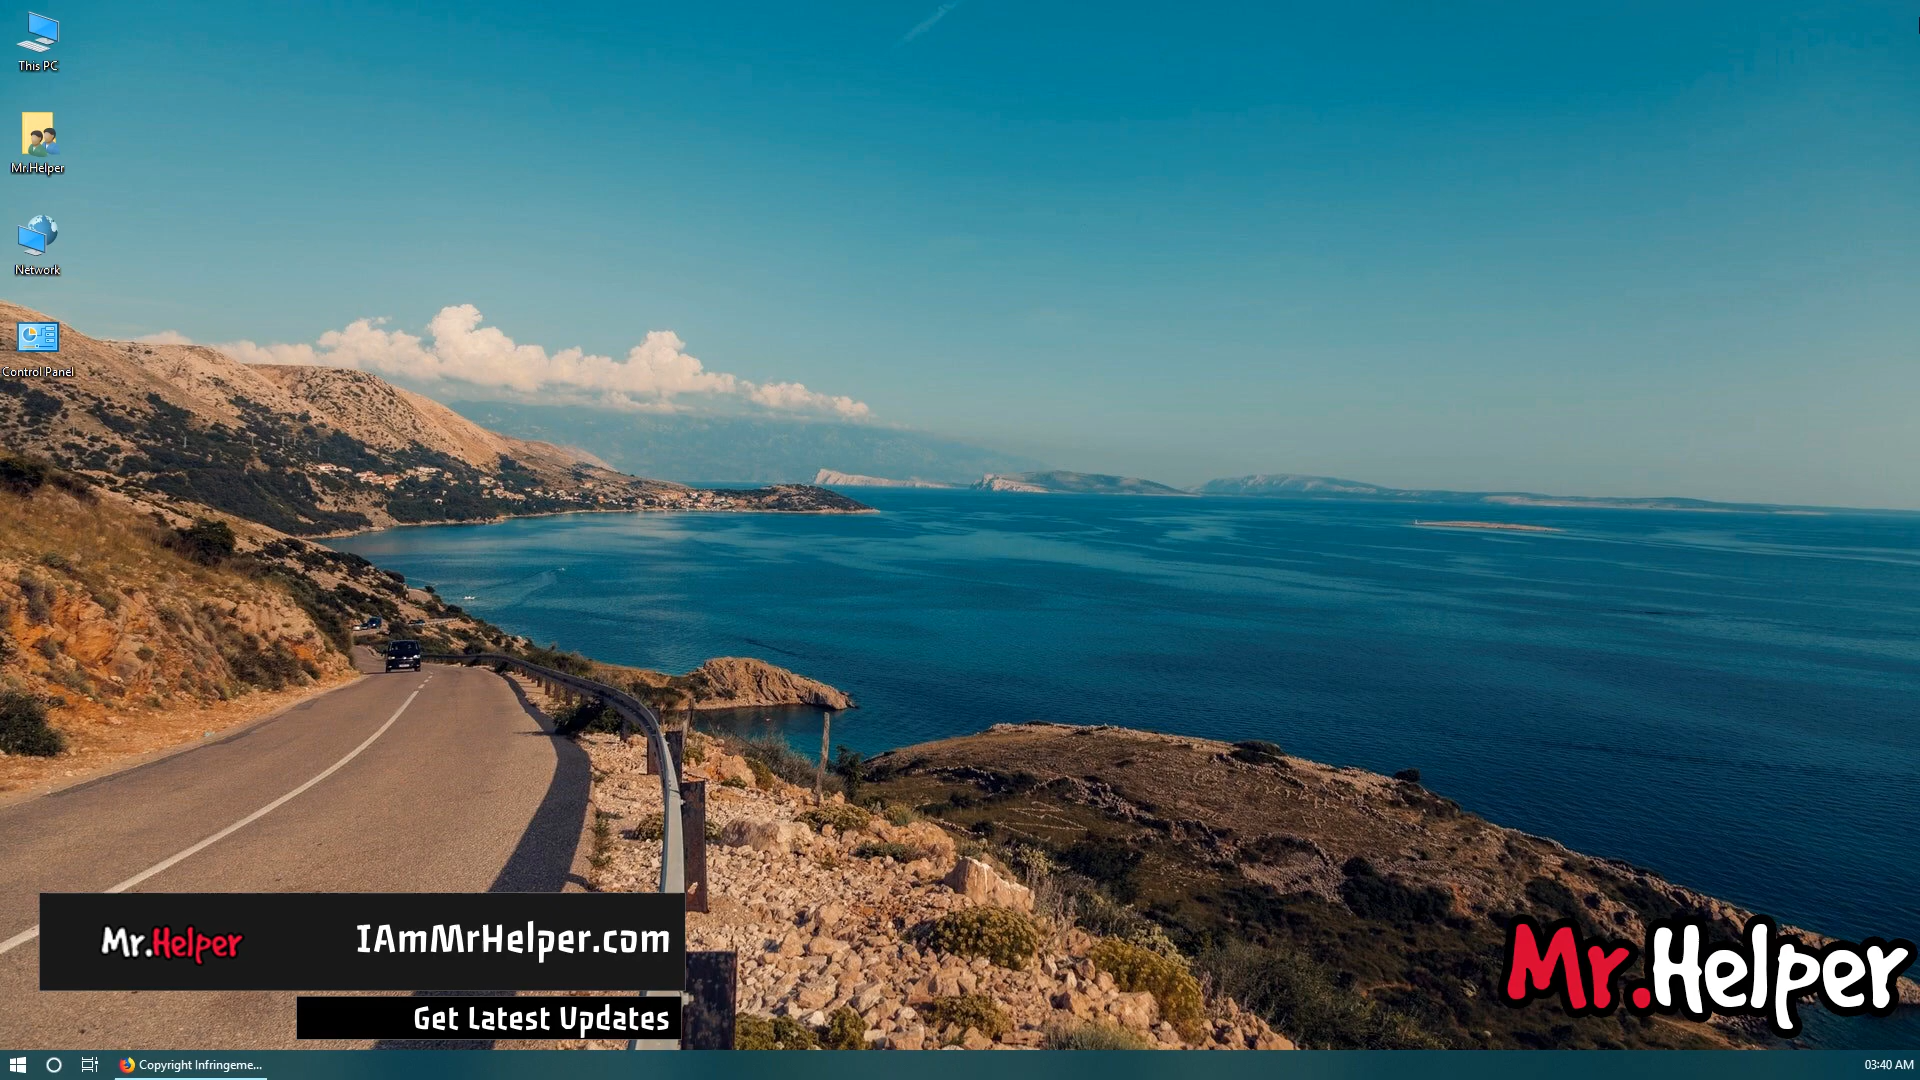 This PC
Mr.Helper
Network
Control Panel
Mr.Helper
IAmMrHelper.com
Get Latest Updates
Mr.Helper
Copyright Infringeme...
03:40 AM